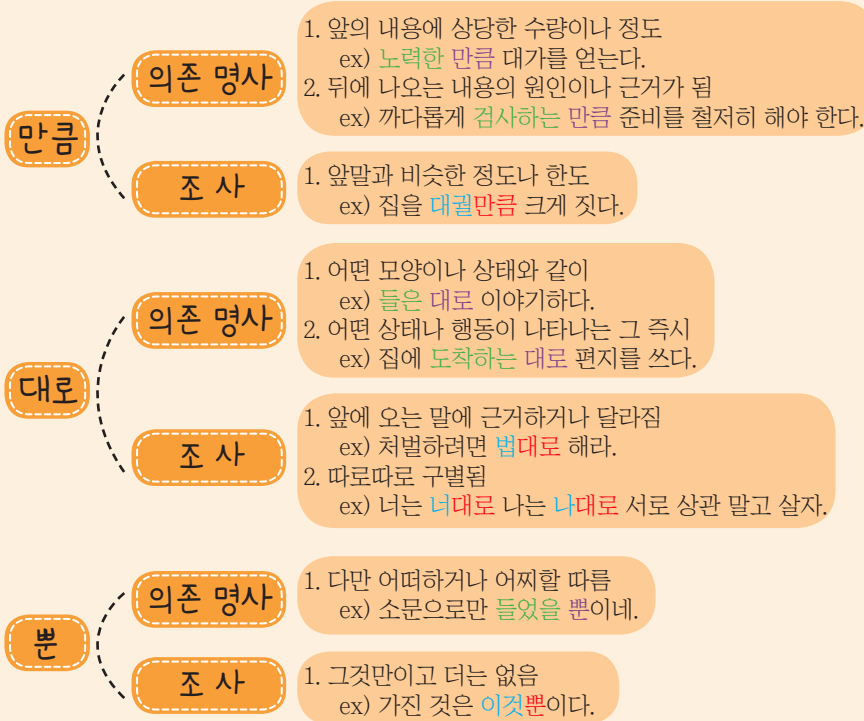 만큼
의존 명사
1. 앞의 내용에 상당한 수량이나 정도
ex) 노력한 만큼 대가를 얻는다.
2. 뒤에 나오는 내용의 원인이나 근거가 됨
ex) 까다롭게 검사하는 만큼 준비를 철저히 해야 한다.
조사
1. 앞말과 비슷한 정도나 한도
ex) 집을 대궐만큼 크게 짓다.
대로
의존 명사
1. 어떤 모양이나 상태와 같이
ex) 들은 대로 이야기하다.
2. 어떤 상태나 행동이 나타나는 그 즉시
ex) 집에 도착하는 대로 편지를 쓰다.
조사
1. 앞에 오는 말에 근거하거나 달라짐
ex) 처벌하려면 법대로 해라.
2. 따로따로 구별됨
ex) 너는 너대로 나는 나대로 서로 상관 말고 살자.
뿐
의존 명사
1. 다만 어떠하거나 어찌할 따름
ex) 소문으로만 들었을 뿐이네.
조사
1. 그것만이고 더는 없음
ex) 가진 것은 이것뿐이다.